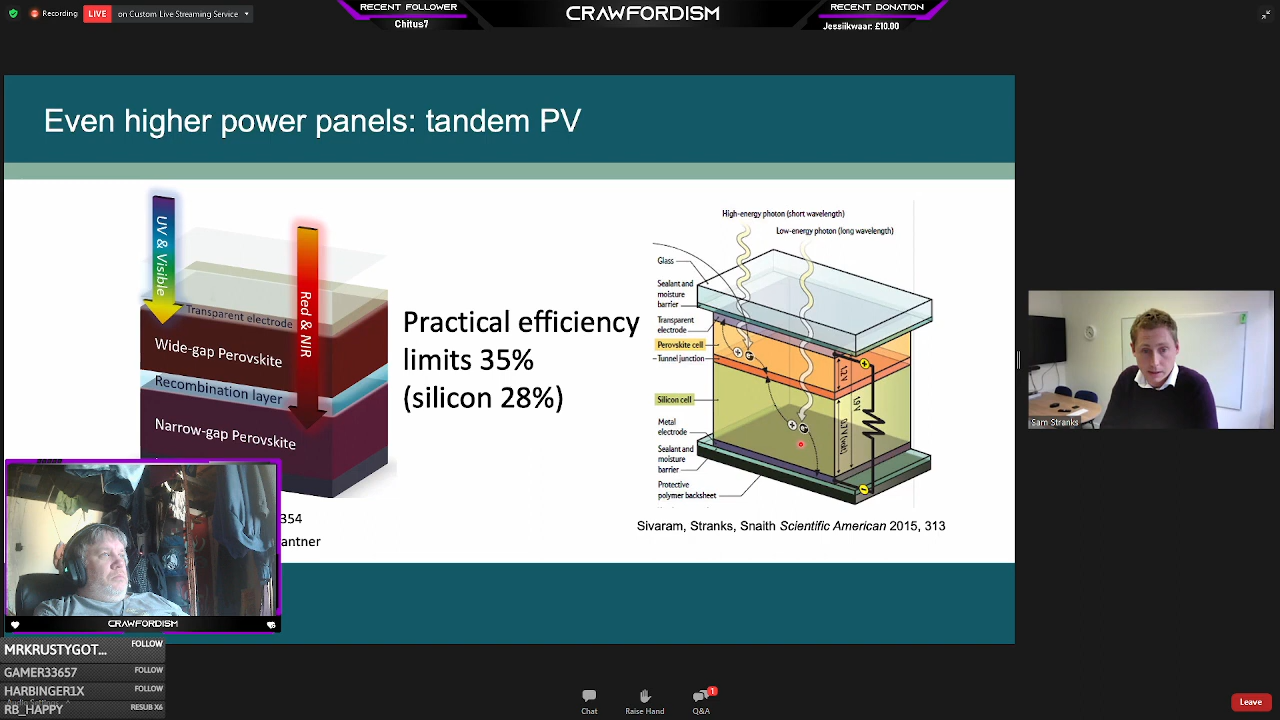 Recording
LIVE
on Custom Live Streaming Service
RECENT FOLLOWER
Chitus7
CRAWFORDISM
RECENT DONATION
Jessiikwaar: £10.00
Even higher power panels: tandem PV
UV & Visible
Red & NIR
Transparent electrode
Wide-gap Perovskite
Recombination layer
Narrow-gap Perovskite
Practical efficiency
limits 35%
(silicon 28%)
High-energy photon (short wavelength)
Low-energy photon (long wavelength)
Glass
Sealant and
moisture
barrier
Transparent
electrode
Perovskite cell
Tunnel junction
Silicon cell
Metal
electrode
Sealant and
moisture
barrier
Protective
polymer backsheet
354
antner
Sivaram, Stranks, Snaith Scientific American 2015, 313
Sam Stranks
CRAWFORDISM
MRKRUSTYGOT... FOLLOW
GAMER33657 FOLLOW
HARBINGER1X FOLLOW
RB_HAPPY RESUB X6
Chat
Raise Hand
1
Q&A
Leave